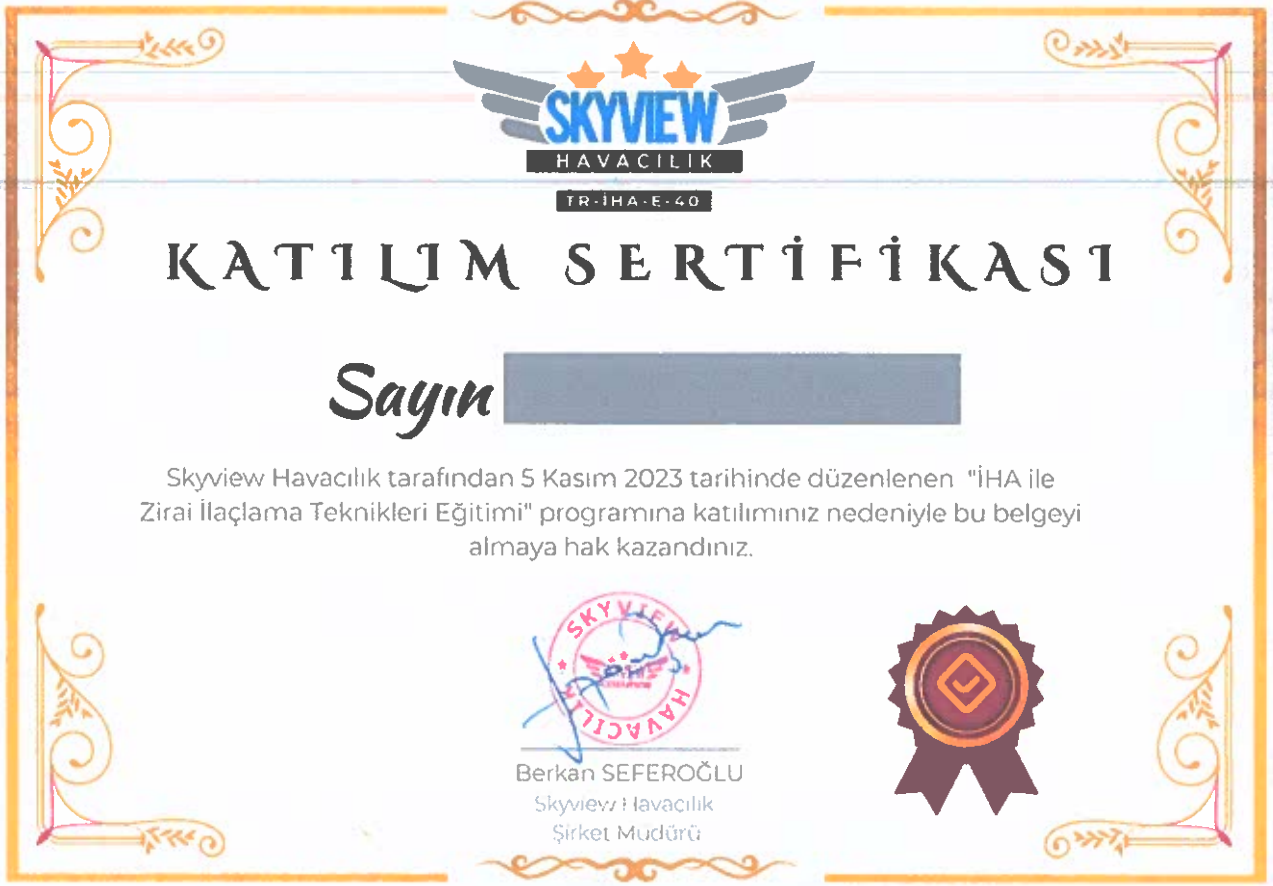 SKYVIEW
HAVACILIK
TR-İHA-E-40
KATILIM SERTİFİKASI
Sayın
Skyview Havacılık tarafından 5 Kasım 2023 tarihinde düzenlenen "İHA ile
Zirai İlaçlama Teknikleri Eğitimi" programına katılımınız nedeniyle bu belgeyi
almaya hak kazandınız.
SKYVIEW HAVACILIK
Berkan SEFEROĞLU
Skyview Havacılık
Şirket Müdürü